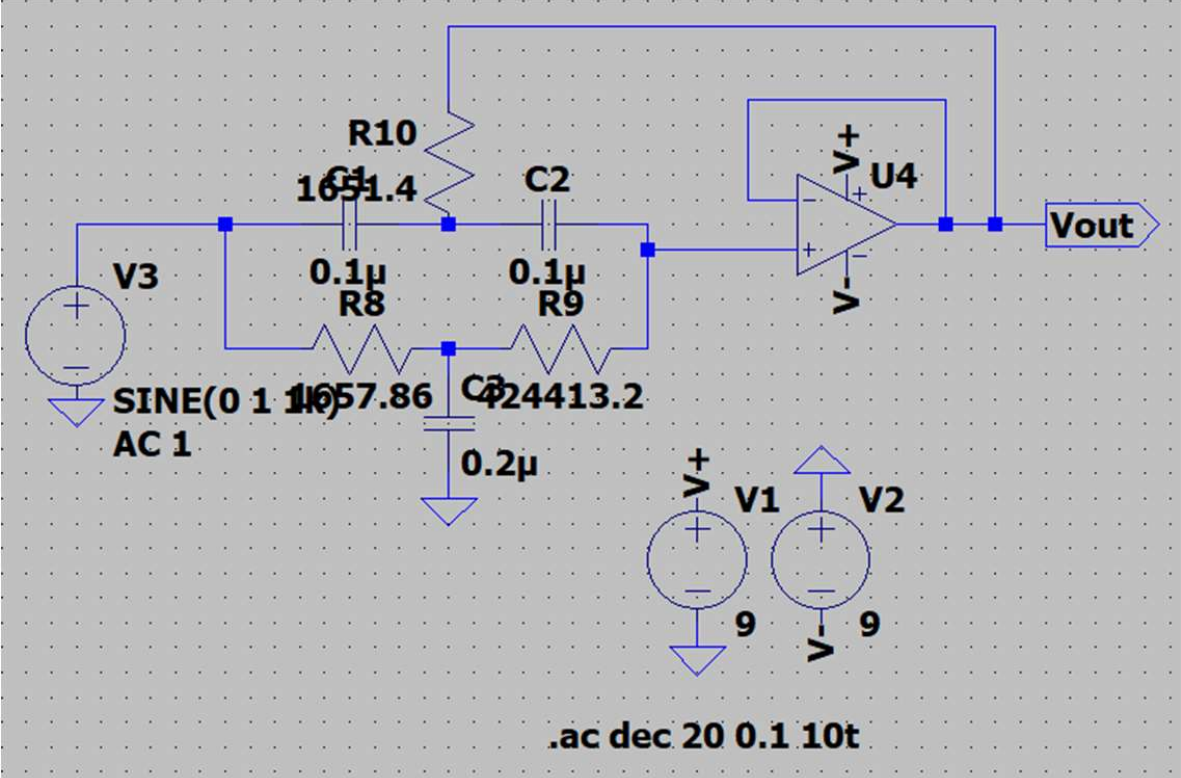 R10
C1
1651.4
C2
V+
U4
Vout
0.1µ
0.1µ
V3
R8
R9
V-
SINE(0 1 1k)
1657.86
C3
424413.2
AC 1
0.2µ
V+
V1
V2
9
V-
9
.ac dec 20 0.1 10t